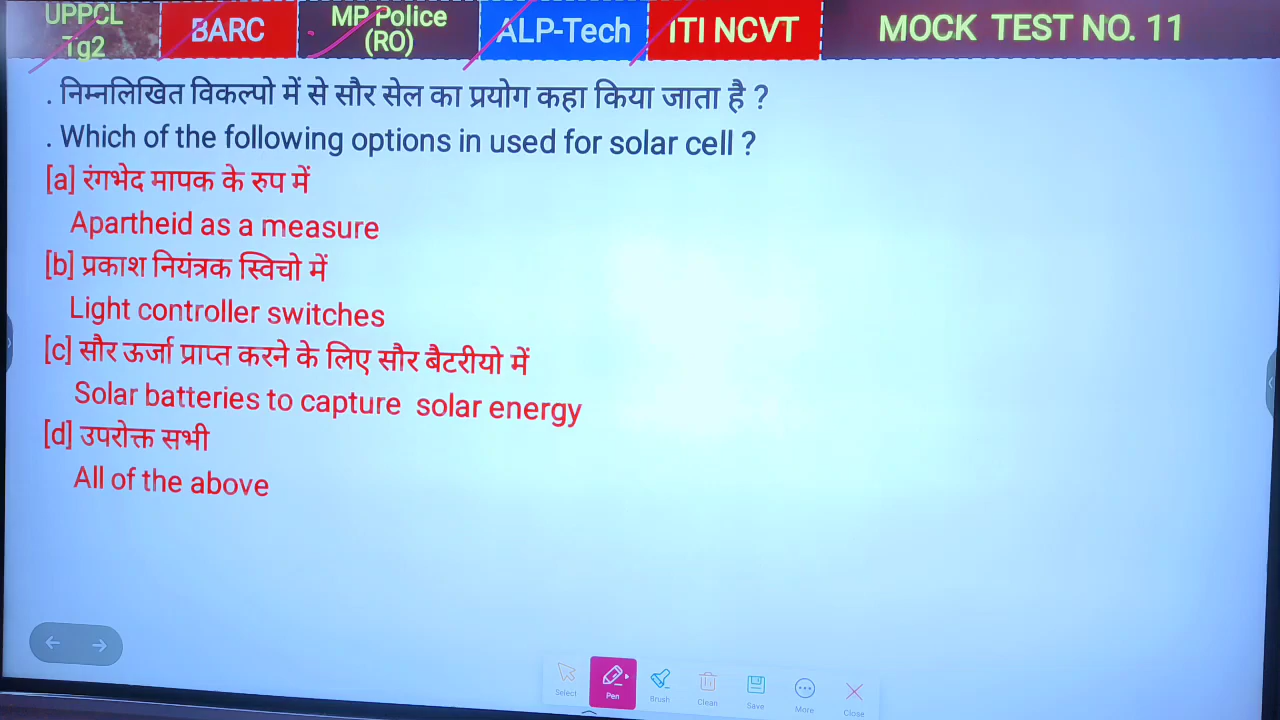 UPPCL
Tg2
BARC
MP Police
(RO)
ALP-Tech
ITI NCVT
MOCK TEST NO. 11
. निम्नलिखित विकल्पो में से सौर सेल का प्रयोग कहा किया जाता है ?
. Which of the following options in used for solar cell ?
[a] रंगभेद मापक के रुप में
Apartheid as a measure
[b] प्रकाश नियंत्रक स्विचो में
Light controller switches
[c] सौर ऊर्जा प्राप्त करने के लिए सौर बैटरीयो में
Solar batteries to capture solar energy
[d] उपरोक्त सभी
All of the above
Select
Pen
Brush
Clean
Save
More
Close